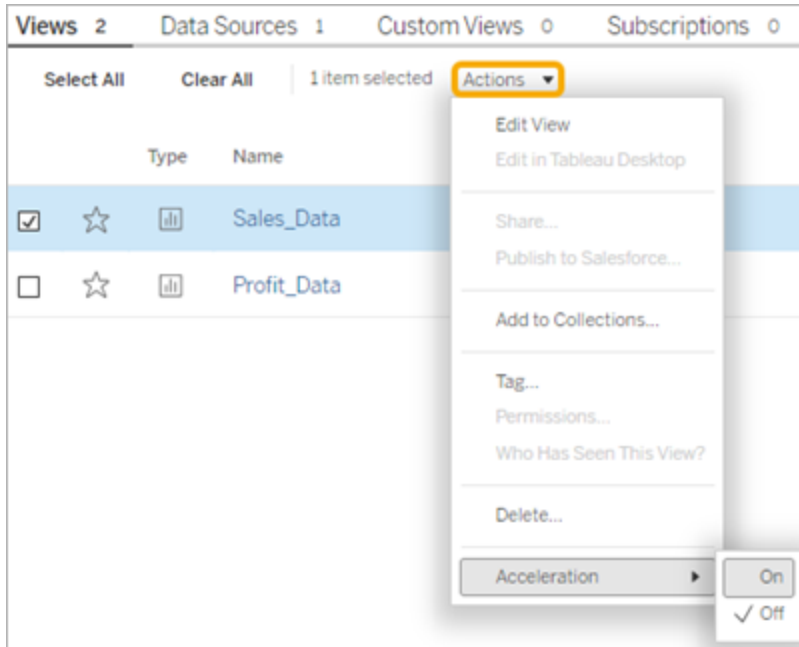 Views 2 Data Sources 1 Custom Views 0 Subscriptions 0
Select All Clear All 1 item selected Actions
Edit View
Edit in Tableau Desktop
Type Name
Sales_Data
Share...
Publish to Salesforce...
Profit_Data
Add to Collections...
Tag...
Permissions...
Who Has Seen This View?
Delete...
Acceleration On
Off